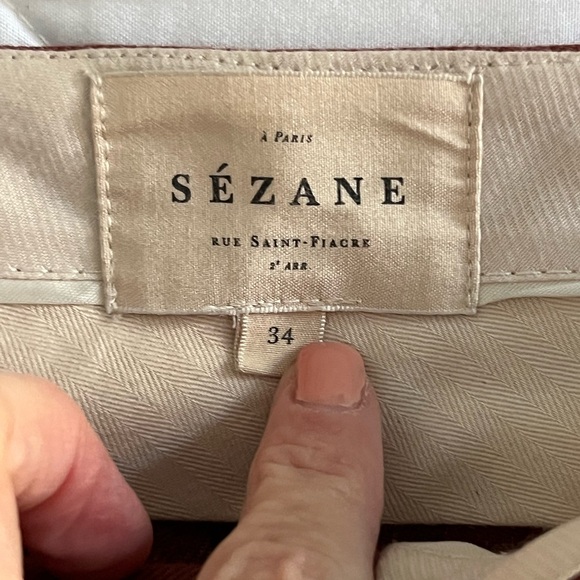 À PARIS
SÉZANE
RUE SAINT-FIACRE
2ᵉ ARR.
34